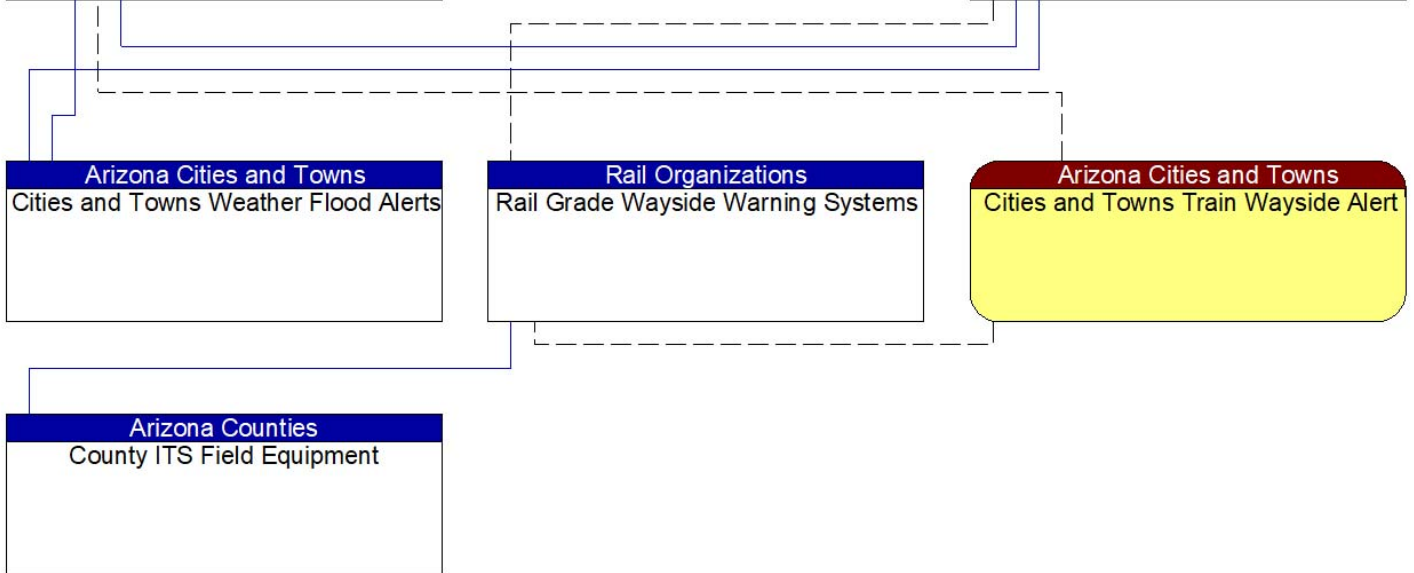 Arizona Cities and Towns
Cities and Towns Weather Flood Alerts
Rail Organizations
Rail Grade Wayside Warning Systems
Arizona Cities and Towns
Cities and Towns Train Wayside Alert
Arizona Counties
County ITS Field Equipment